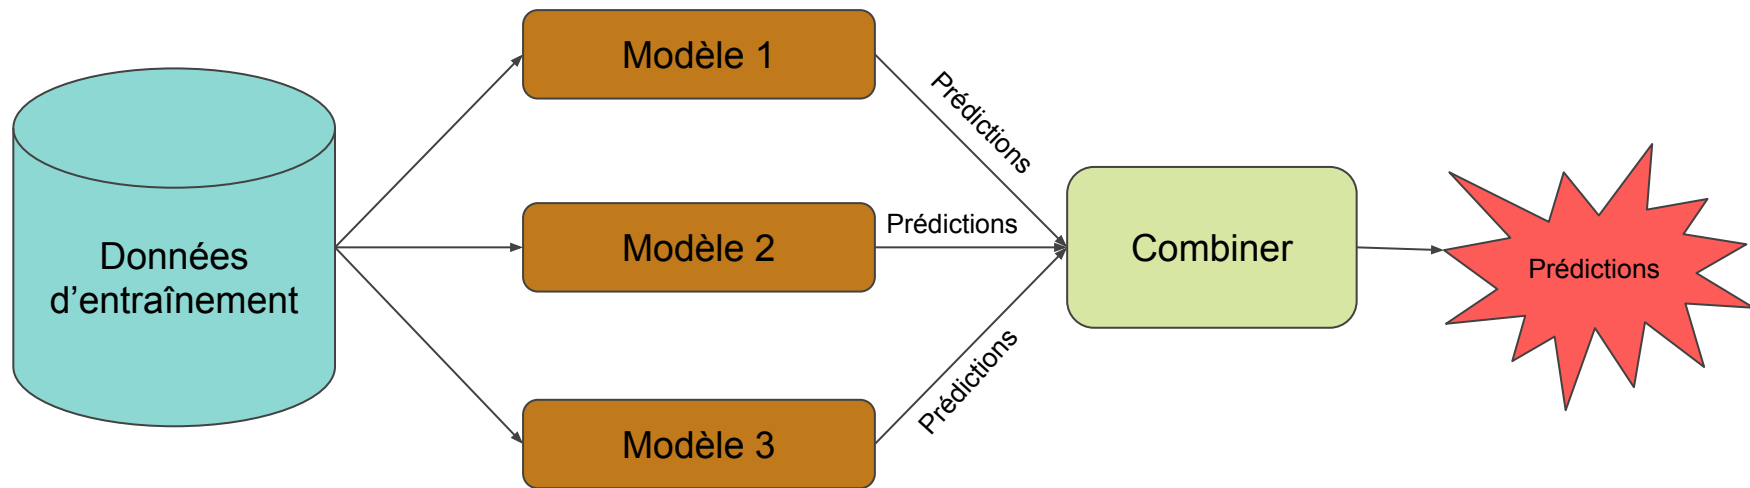 Données
d’entraînement
Modèle 1
Modèle 2
Modèle 3
Prédictions
Prédictions
Prédictions
Combiner
Prédictions